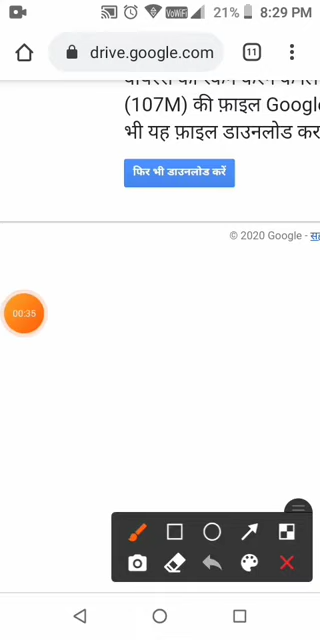 21% 8:29 PM
VoWiFi
drive.google.com
11
(107M) की फ़ाइल Google
भी यह फ़ाइल डाउनलोड कर
फिर भी डाउनलोड करें
© 2020 Google -
00:35